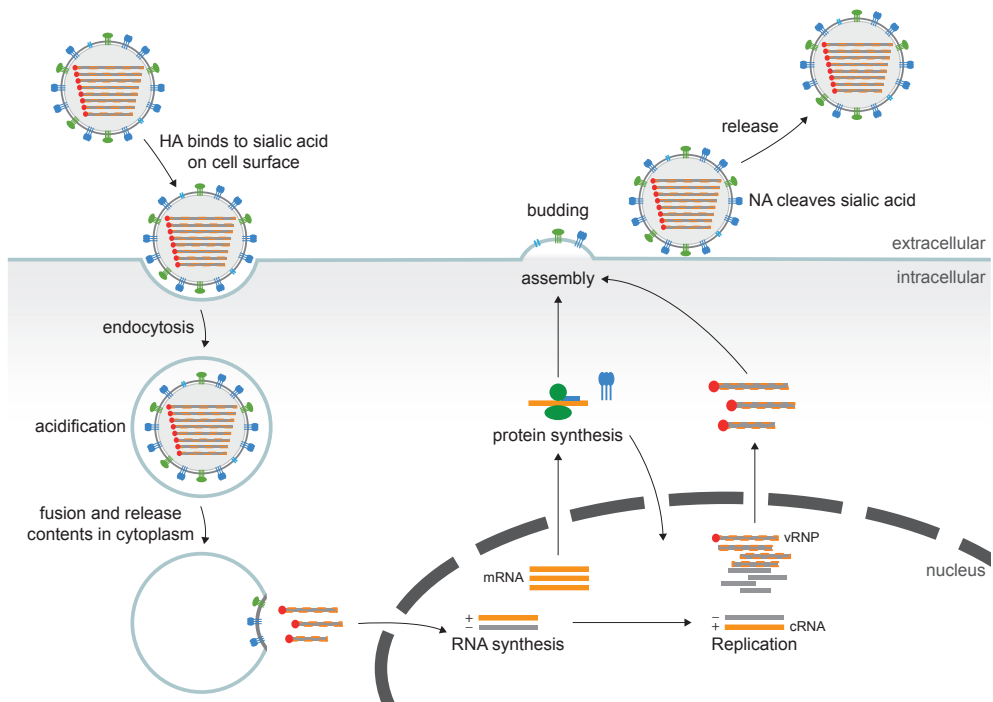 HA binds to sialic acid
on cell surface
release
NA cleaves sialic acid
budding
extracellular
intracellular
assembly
endocytosis
acidification
protein synthesis
fusion and release
contents in cytoplasm
vRNP
nucleus
mRNA
+
−
RNA synthesis
−
+
cRNA
Replication